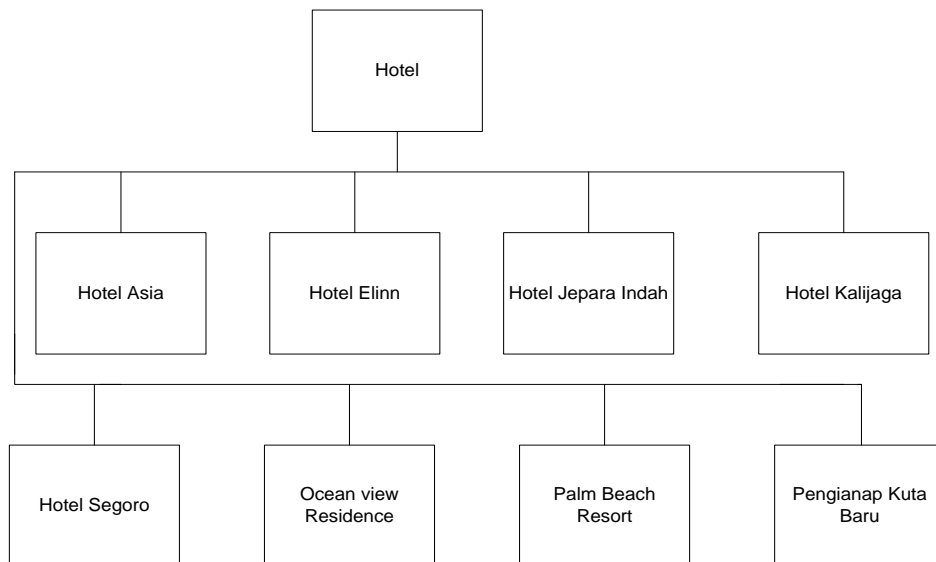 Hotel
Hotel Asia
Hotel Elinn
Hotel Jepara Indah
Hotel Kalijaga
Hotel Segoro
Ocean view
Residence
Palm Beach
Resort
Pengianap Kuta
Baru